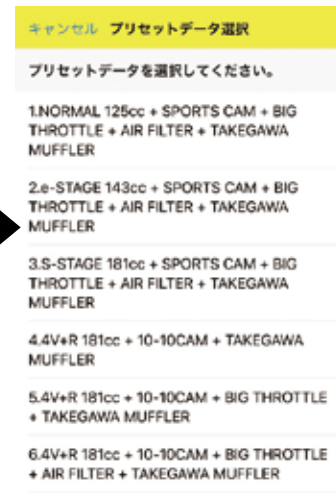 キャンセル プリセットデータ選択
プリセットデータを選択してください。
1.NORMAL 125cc + SPORTS CAM + BIG
THROTTLE + AIR FILTER + TAKEGAWA
MUFFLER
2.e-STAGE 143cc + SPORTS CAM + BIG
THROTTLE + AIR FILTER + TAKEGAWA
MUFFLER
3.S-STAGE 181cc + SPORTS CAM + BIG
THROTTLE + AIR FILTER + TAKEGAWA
MUFFLER
4.4V+R 181cc + 10-10CAM + TAKEGAWA
MUFFLER
5.4V+R 181cc + 10-10CAM + BIG THROTTLE
+ TAKEGAWA MUFFLER
6.4V+R 181cc + 10-10CAM + BIG THROTTLE
+ AIR FILTER + TAKEGAWA MUFFLER